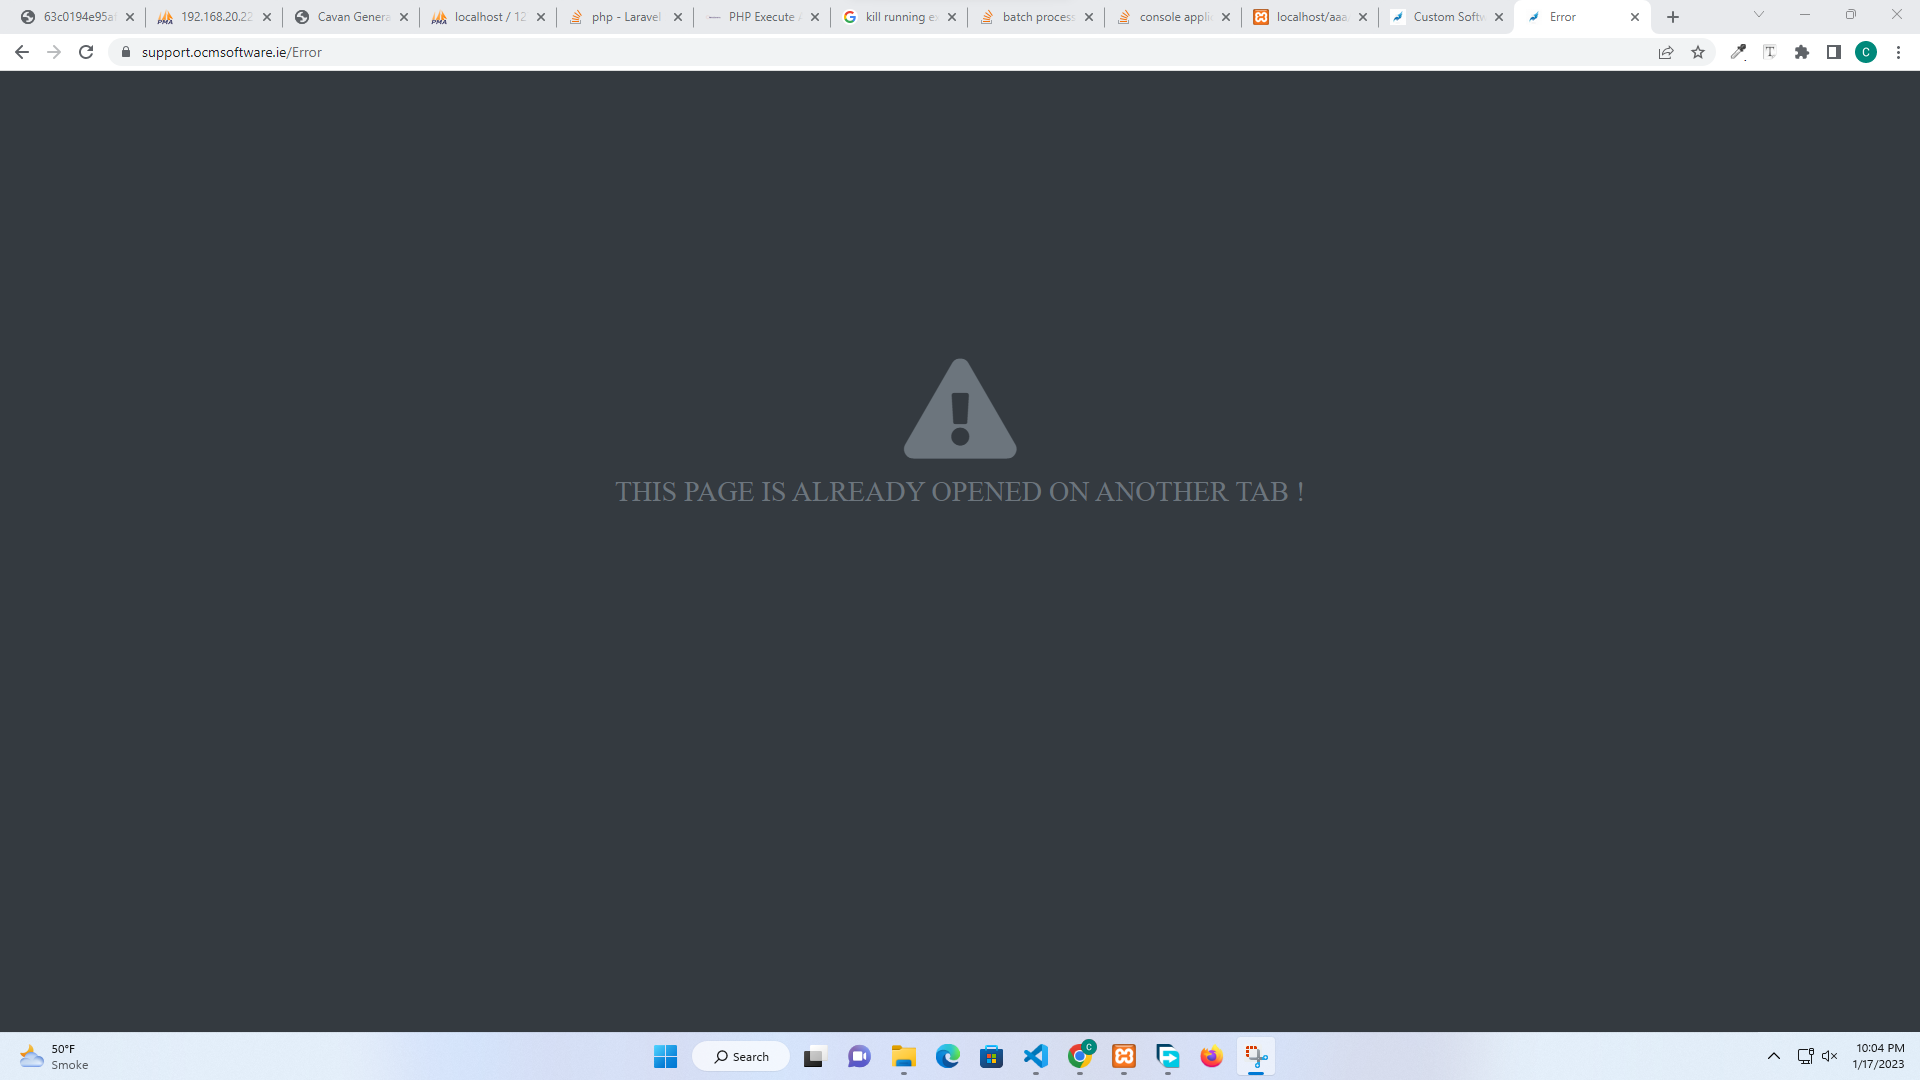 63c0194e95a
192.168.20.22
Cavan Genera
localhost / 12
php - Laravel
PHP Execute
kill running e
batch process
console appli
localhost/aaa
Custom Softw
Error
support.ocmsoftware.ie/Error
C
THIS PAGE IS ALREADY OPENED ON ANOTHER TAB !
50°F
Smoke
Search
C
10:04 PM
1/17/2023